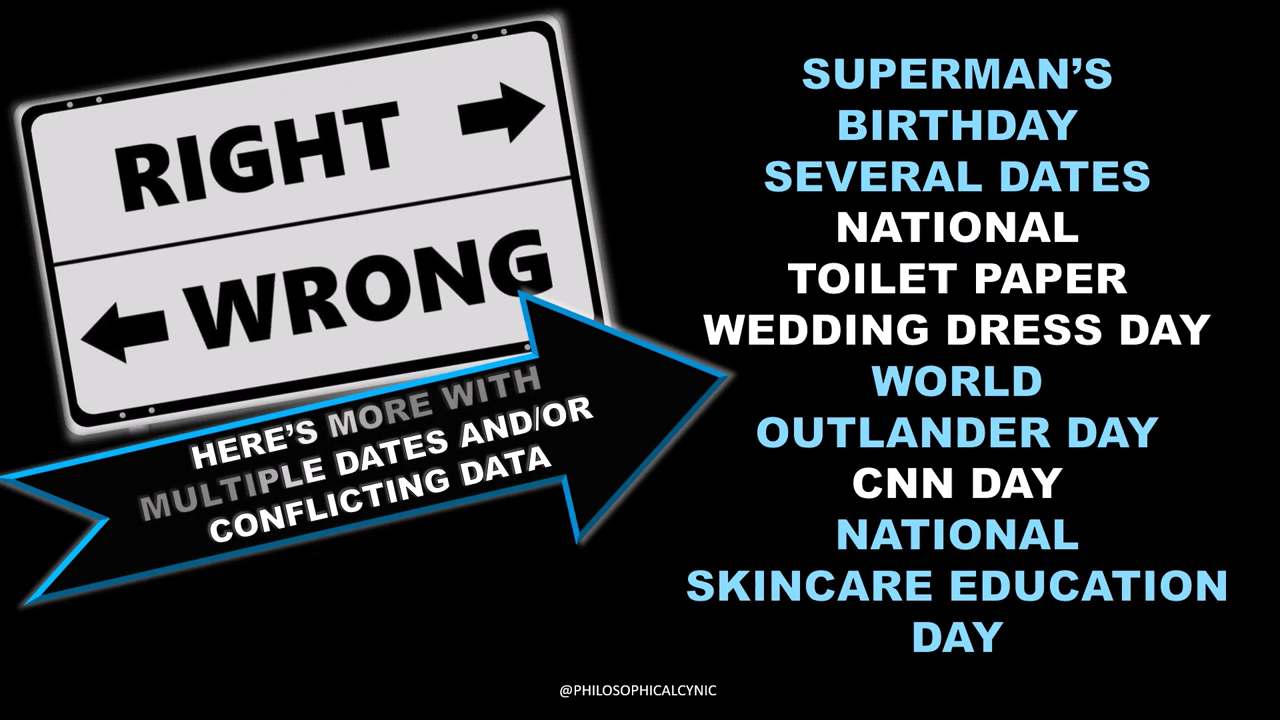 RIGHT
WRONG
HERE'S MORE WITH
MULTIPLE DATES AND/OR
CONFLICTING DATA
SUPERMAN'S
BIRTHDAY
SEVERAL DATES
NATIONAL
TOILET PAPER
WEDDING DRESS DAY
WORLD
OUTLANDER DAY
CNN DAY
NATIONAL
SKINCARE EDUCATION
DAY
@PHILOSOPHICALCYNIC